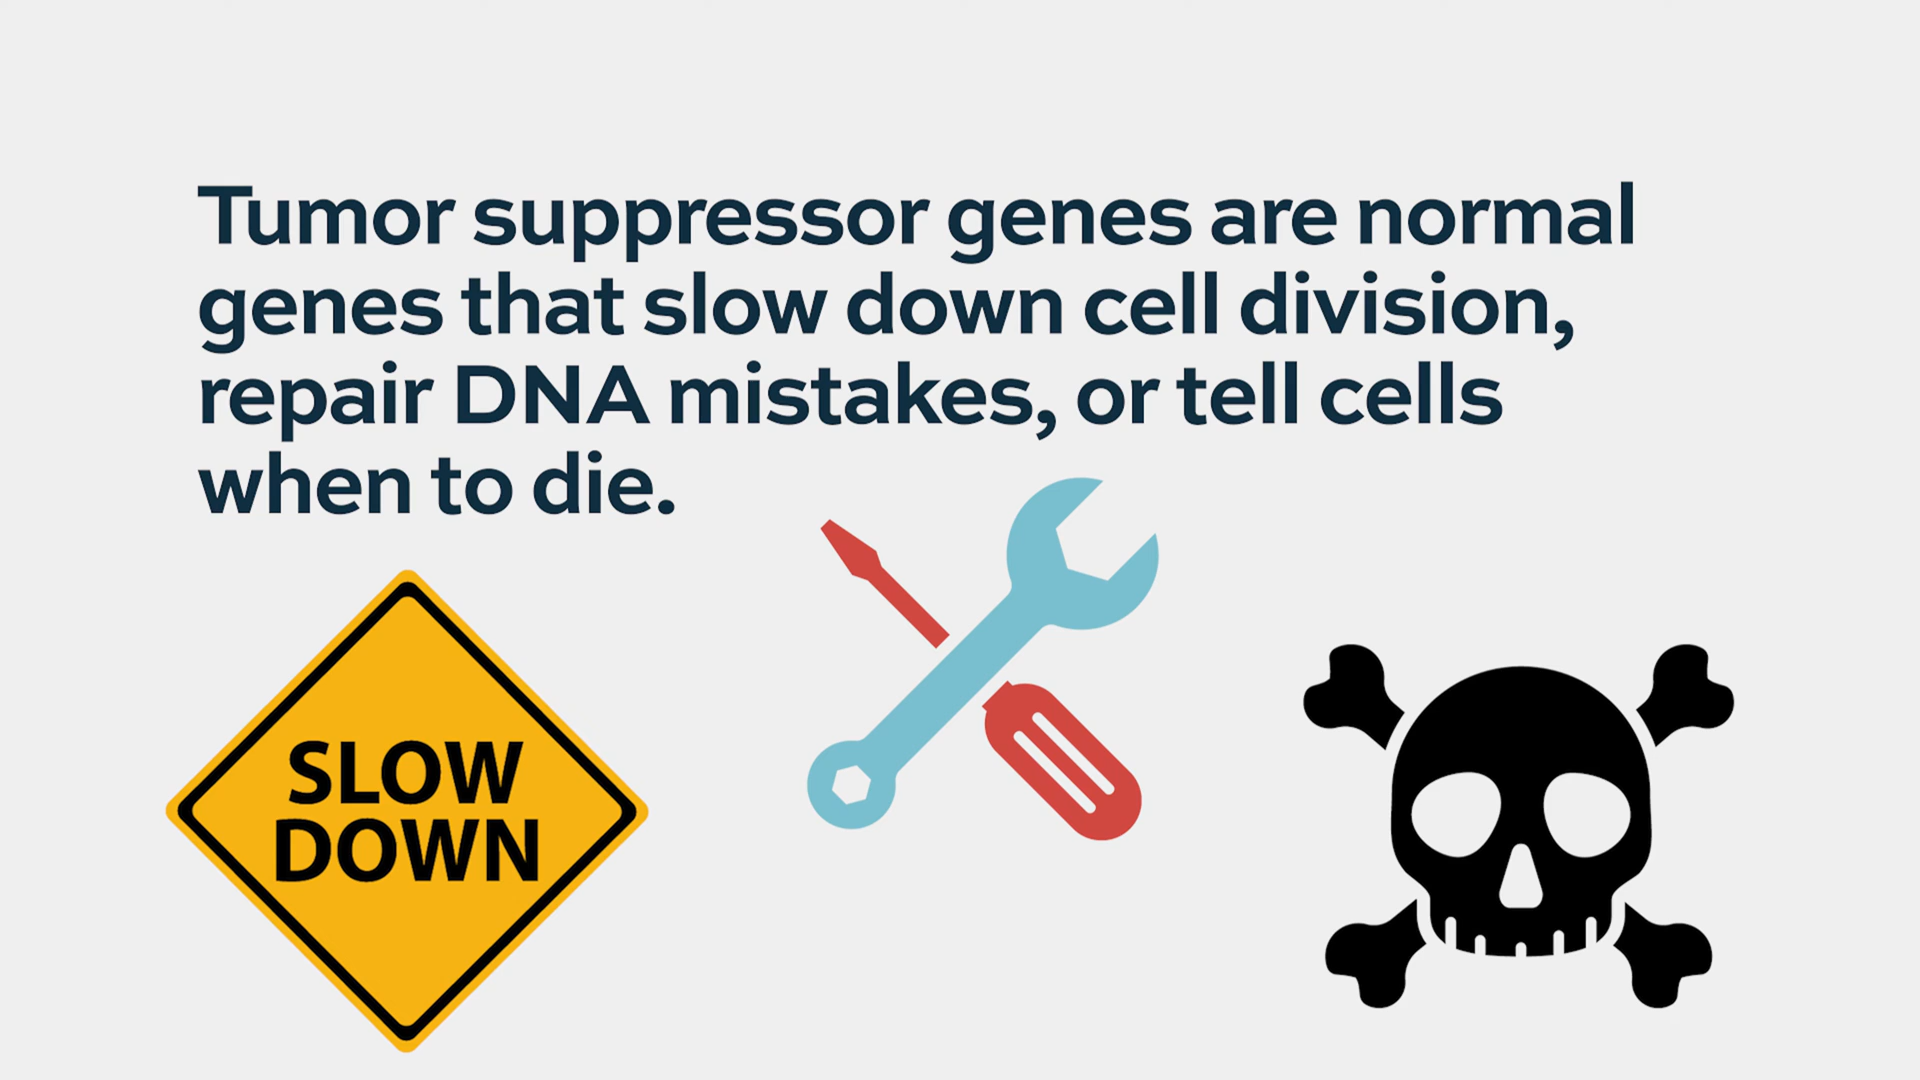 Tumor suppressor genes are normal
genes that slow down cell division,
repair DNA mistakes, or tell cells
when to die.
SLOW
DOWN